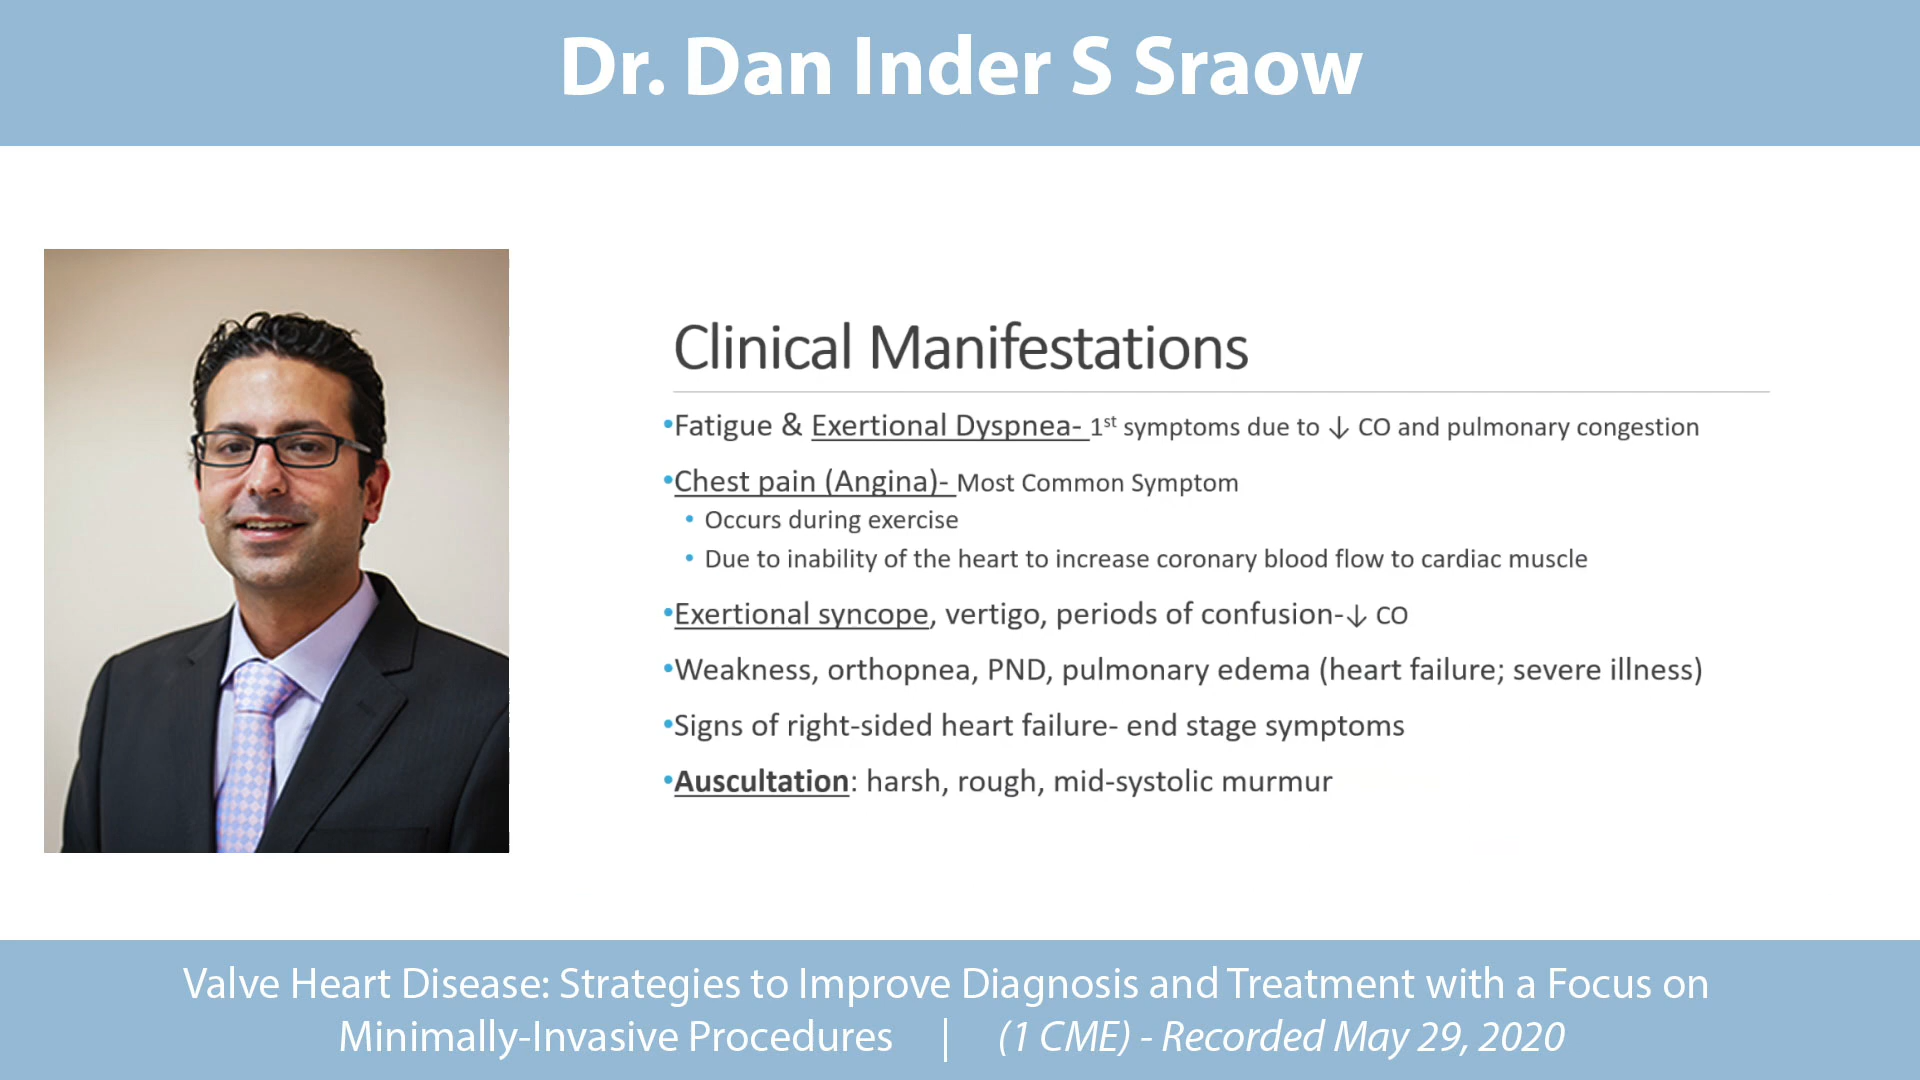 Dr. Dan Inder S Sraow
Clinical Manifestations
•Fatigue & Exertional Dyspnea- 1st symptoms due to ↓ CO and pulmonary congestion
•Chest pain (Angina)- Most Common Symptom
• Occurs during exercise
• Due to inability of the heart to increase coronary blood flow to cardiac muscle
•Exertional syncope, vertigo, periods of confusion-↓ CO
•Weakness, orthopnea, PND, pulmonary edema (heart failure; severe illness)
•Signs of right-sided heart failure- end stage symptoms
•Auscultation: harsh, rough, mid-systolic murmur
Valve Heart Disease: Strategies to Improve Diagnosis and Treatment with a Focus on
Minimally-Invasive Procedures | (1 CME) - Recorded May 29, 2020